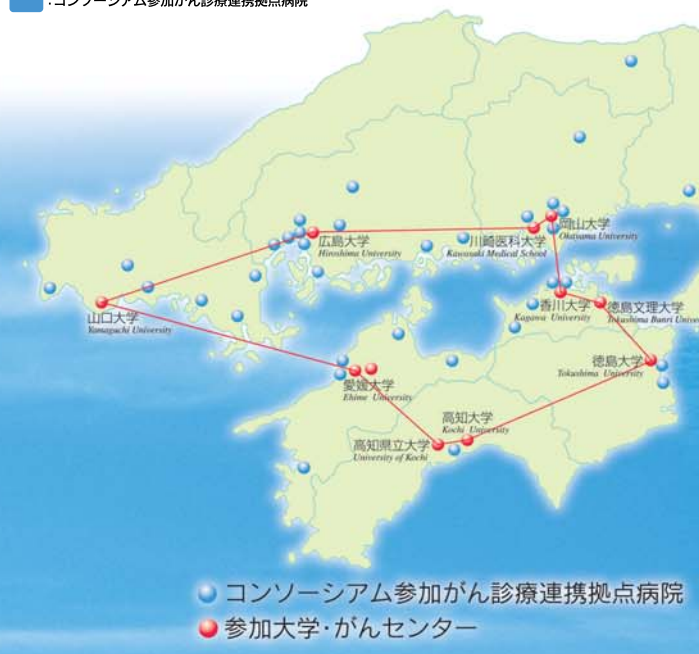 :コンソーシアム参加がん診療連携拠点病院
岡山大学
Okayama University
広島大学
Hiroshima University
川崎医科大学
Kawasaki Medical School
香川大学
Kagawa University
徳島文理大学
Tokushima Bunri Univer
山口大学
Yamaguchi University
徳島大学
Tokushima University
愛媛大学
Ehime University
高知大学
Kochi University
高知県立大学
University of Kochi
コンソーシアム参加がん診療連携拠点病院
参加大学・がんセンター